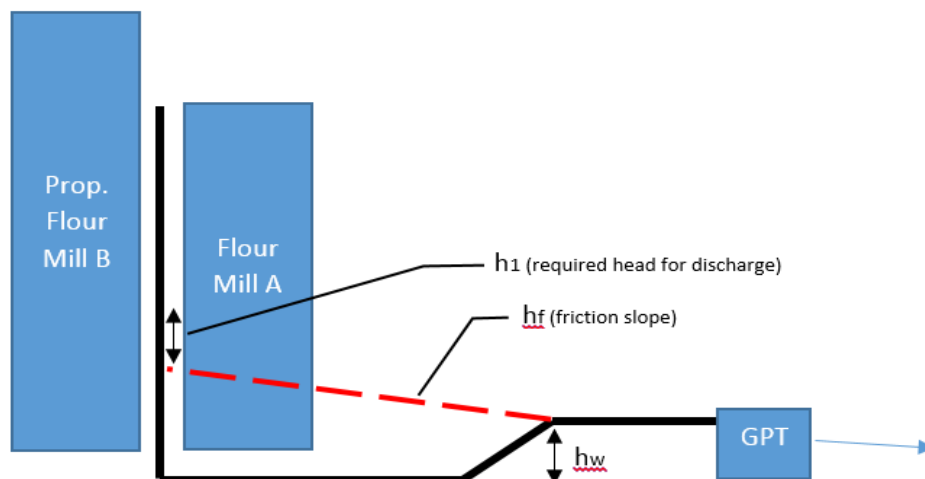 Prop.
Flour
Mill B
Flour
Mill A
h1 (required head for discharge)
hf (friction slope)
hw
GPT